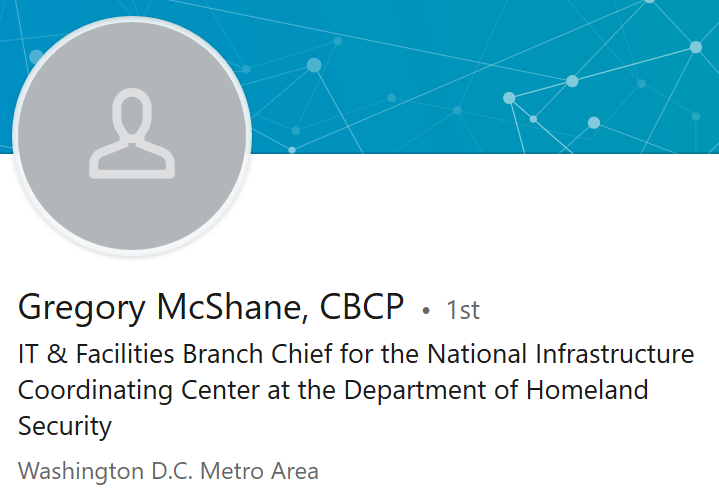 Gregory McShane, CBCP • 1st
IT & Facilities Branch Chief for the National Infrastructure
Coordinating Center at the Department of Homeland
Security
Washington D.C. Metro Area